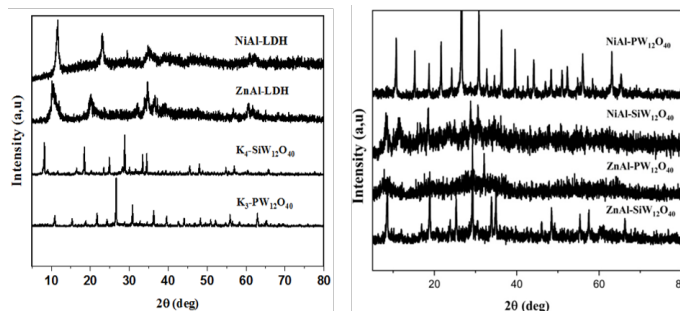 Intensity (a,u)
NiAl-LDH
ZnAl-LDH
K₄-SiW₁₂O₄₀
K₃-PW₁₂O₄₀
10 20 30 40 50 60 70 80
2θ (deg)
Intensity (a,u)
NiAl-PW₁₂O₄₀
NiAl-SiW₁₂O₄₀
ZnAl-PW₁₂O₄₀
ZnAl-SiW₁₂O₄₀
20 40 60 80
2θ (deg)